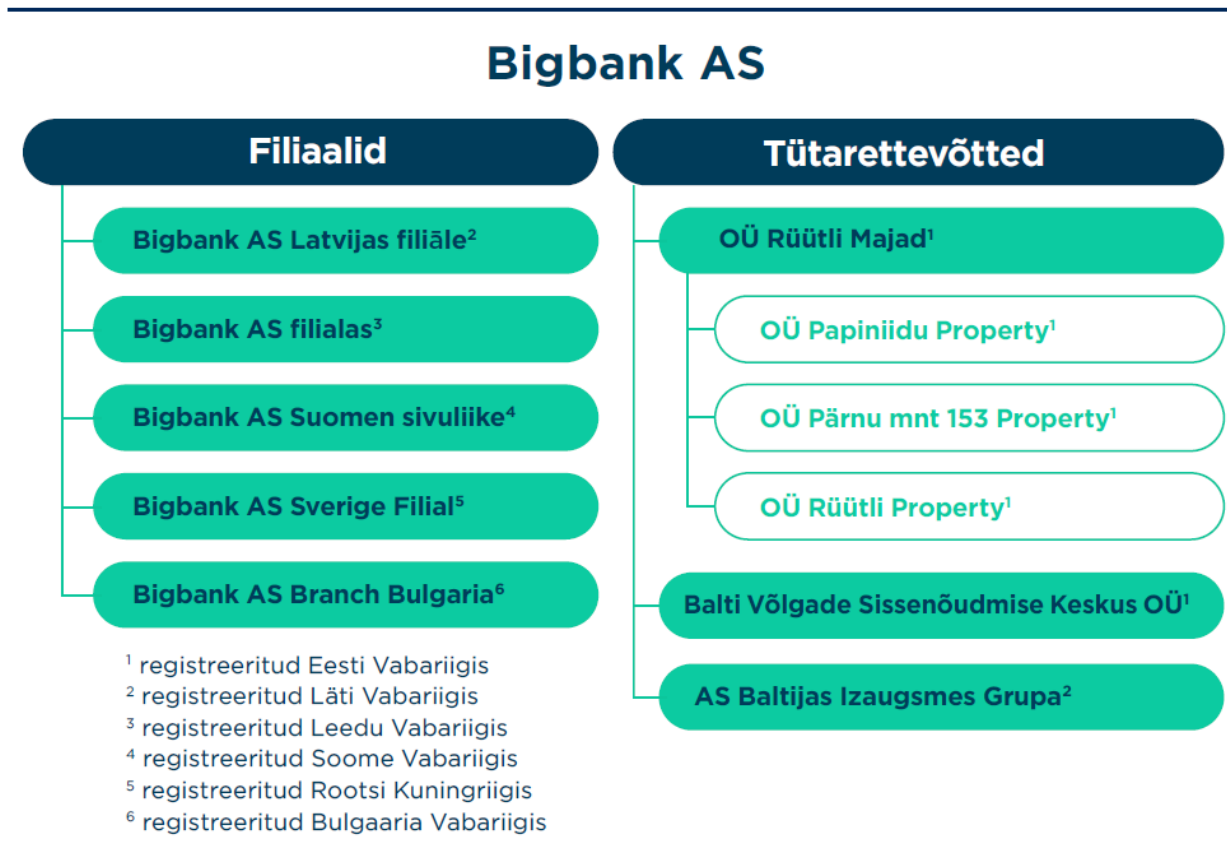 Bigbank AS
Filiaalid
Bigbank AS Latvijas filiāle²
Bigbank AS filialas³
Bigbank AS Suomen sivuliike⁴
Bigbank AS Sverige Filial⁵
Bigbank AS Branch Bulgaria⁶
¹ registreeritud Eesti Vabariigis
² registreeritud Läti Vabariigis
³ registreeritud Leedu Vabariigis
⁴ registreeritud Soome Vabariigis
⁵ registreeritud Rootsi Kuningriigis
⁶ registreeritud Bulgaaria Vabariigis
Tütarettevõtted
OÜ Rüütli Majad¹
OÜ Papiniidu Property¹
OÜ Pärnu mnt 153 Property¹
OÜ Rüütli Property¹
Balti Võlgade Sissenõudmise Keskus OÜ¹
AS Baltijas Izaugsmes Grupa²